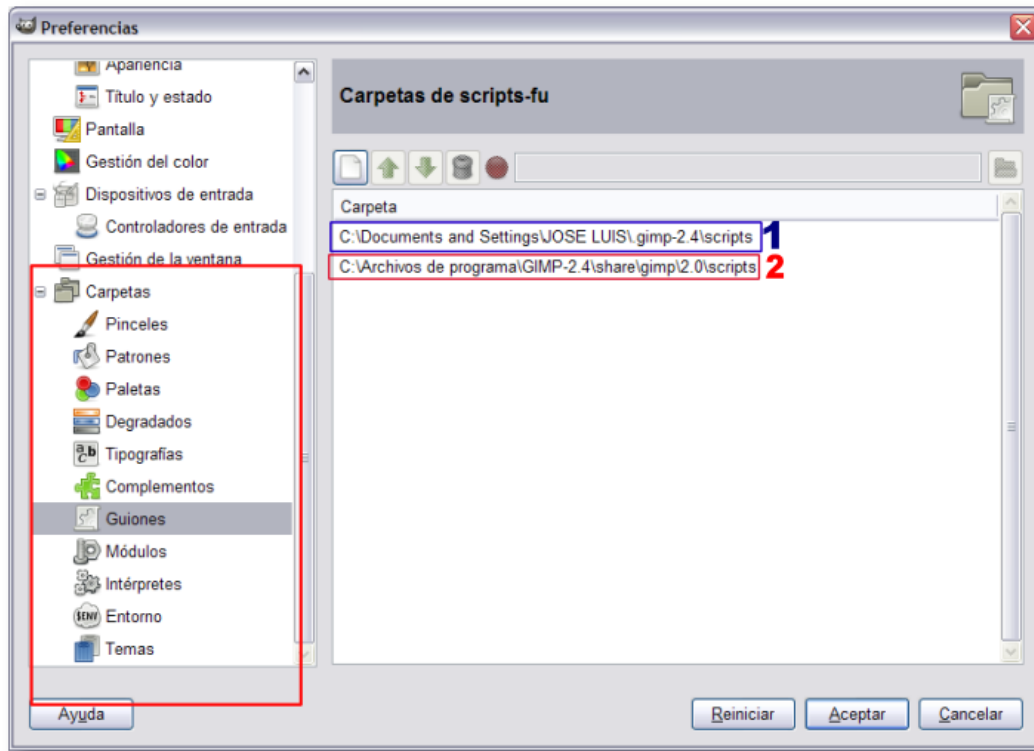 Preferencias
Apariencia
Título y estado
Pantalla
Gestión del color
Dispositivos de entrada
Controladores de entrada
Gestión de la ventana
Carpetas
Pinceles
Patrones
Paletas
Degradados
Tipografías
Complementos
Guiones
Módulos
Intérpretes
Entorno
Temas
Carpetas de scripts-fu
Carpeta
C:\Documents and Settings\JOSE LUIS\.gimp-2.4\scripts 1
C:\Archivos de programa\GIMP-2.4\share\gimp\2.0\scripts 2
Ayuda
Reiniciar
Aceptar
Cancelar